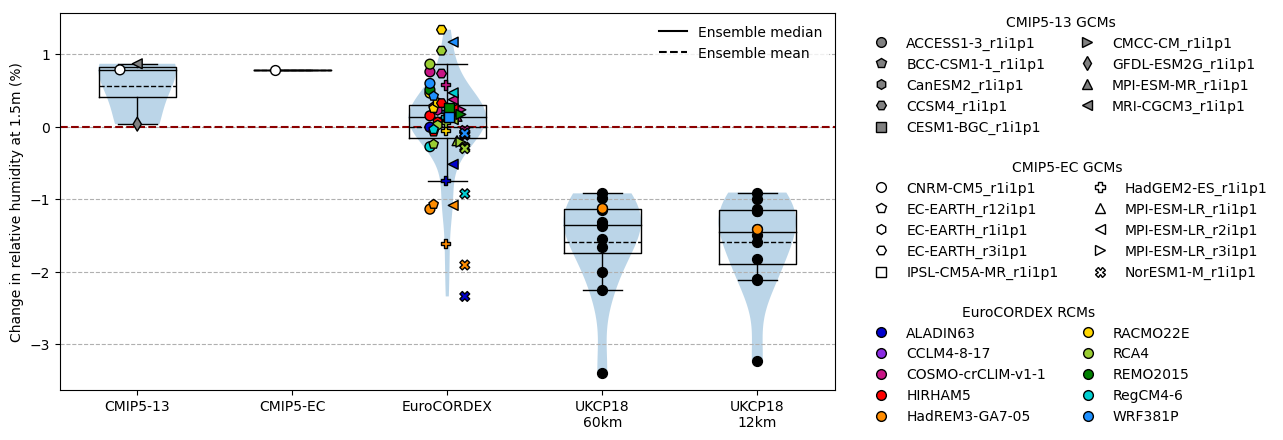 Change in relative humidity at 1.5m (%)
1
0
−1
−2
−3
Ensemble median
Ensemble mean
CMIP5-13
CMIP5-EC
EuroCORDEX
UKCP18
60km
UKCP18
12km
CMIP5-13 GCMs
ACCESS1-3_r1i1p1
BCC-CSM1-1_r1i1p1
CanESM2_r1i1p1
CCSM4_r1i1p1
CESM1-BGC_r1i1p1
CMCC-CM_r1i1p1
GFDL-ESM2G_r1i1p1
MPI-ESM-MR_r1i1p1
MRI-CGCM3_r1i1p1
CMIP5-EC GCMs
CNRM-CM5_r1i1p1
EC-EARTH_r12i1p1
EC-EARTH_r1i1p1
EC-EARTH_r3i1p1
IPSL-CM5A-MR_r1i1p1
HadGEM2-ES_r1i1p1
MPI-ESM-LR_r1i1p1
MPI-ESM-LR_r2i1p1
MPI-ESM-LR_r3i1p1
NorESM1-M_r1i1p1
EuroCORDEX RCMs
ALADIN63
CCLM4-8-17
COSMO-crCLIM-v1-1
HIRHAM5
HadREM3-GA7-05
RACMO22E
RCA4
REMO2015
RegCM4-6
WRF381P